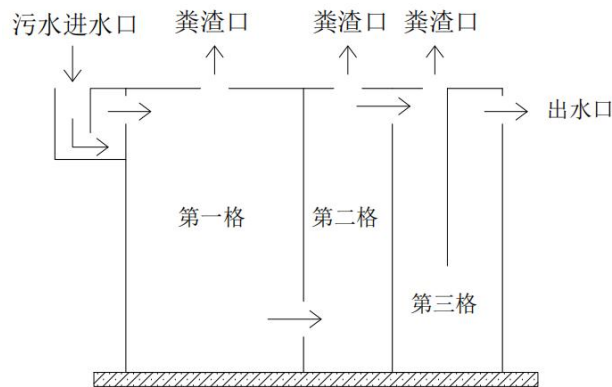 污水进水口
粪渣口
粪渣口
粪渣口
出水口
第一格
第二格
第三格